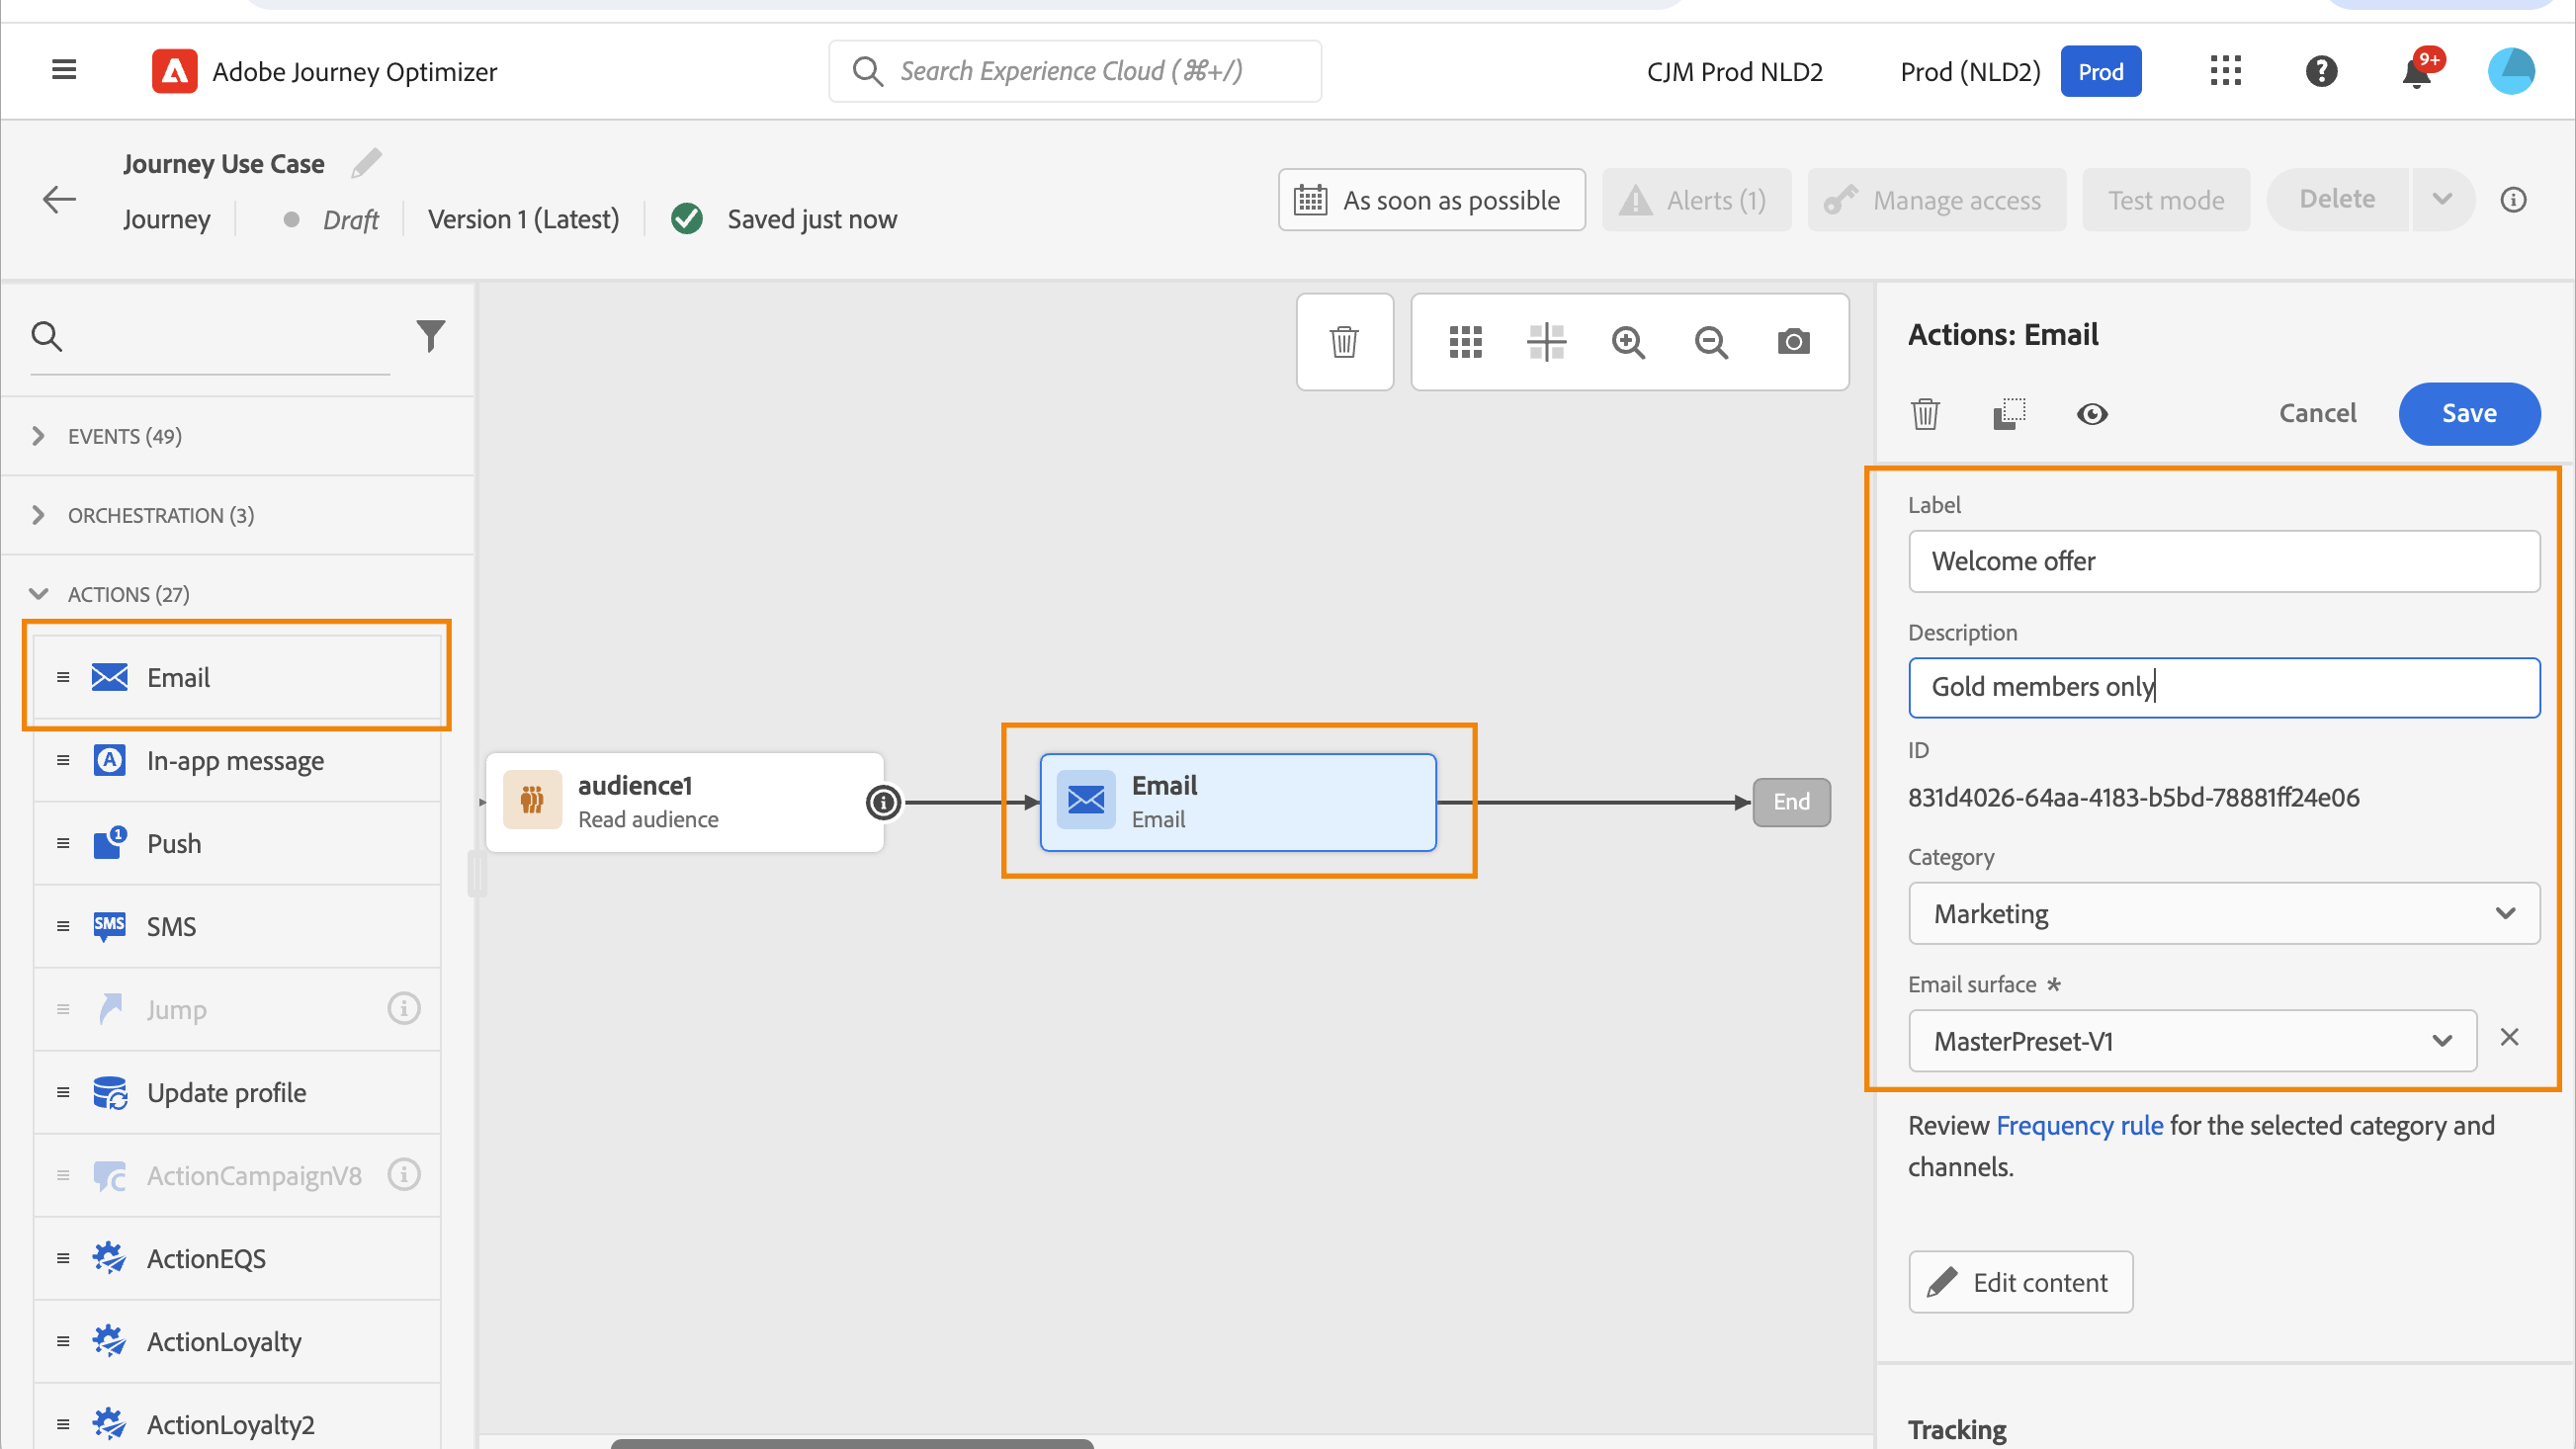 Adobe Journey Optimizer
Search Experience Cloud (⌘+/)
CJM Prod NLD2
Prod (NLD2)
Prod
9+
Journey Use Case
Journey
Draft
Version 1 (Latest)
Saved just now
As soon as possible
Alerts (1)
Manage access
Test mode
Delete
EVENTS (49)
ORCHESTRATION (3)
ACTIONS (27)
Email
In-app message
1
Push
SMS
SMS
Jump
Update profile
ActionCampaignV8
ActionEQS
ActionLoyalty
ActionLoyalty2
audience1
Read audience
Email
Email
End
Actions: Email
Cancel
Save
Label
Welcome offer
Description
Gold members only
ID
831d4026-64aa-4183-b5bd-78881ff24e06
Category
Marketing
Email surface *
MasterPreset-V1
Review Frequency rule for the selected category and
channels.
Edit content
Tracking